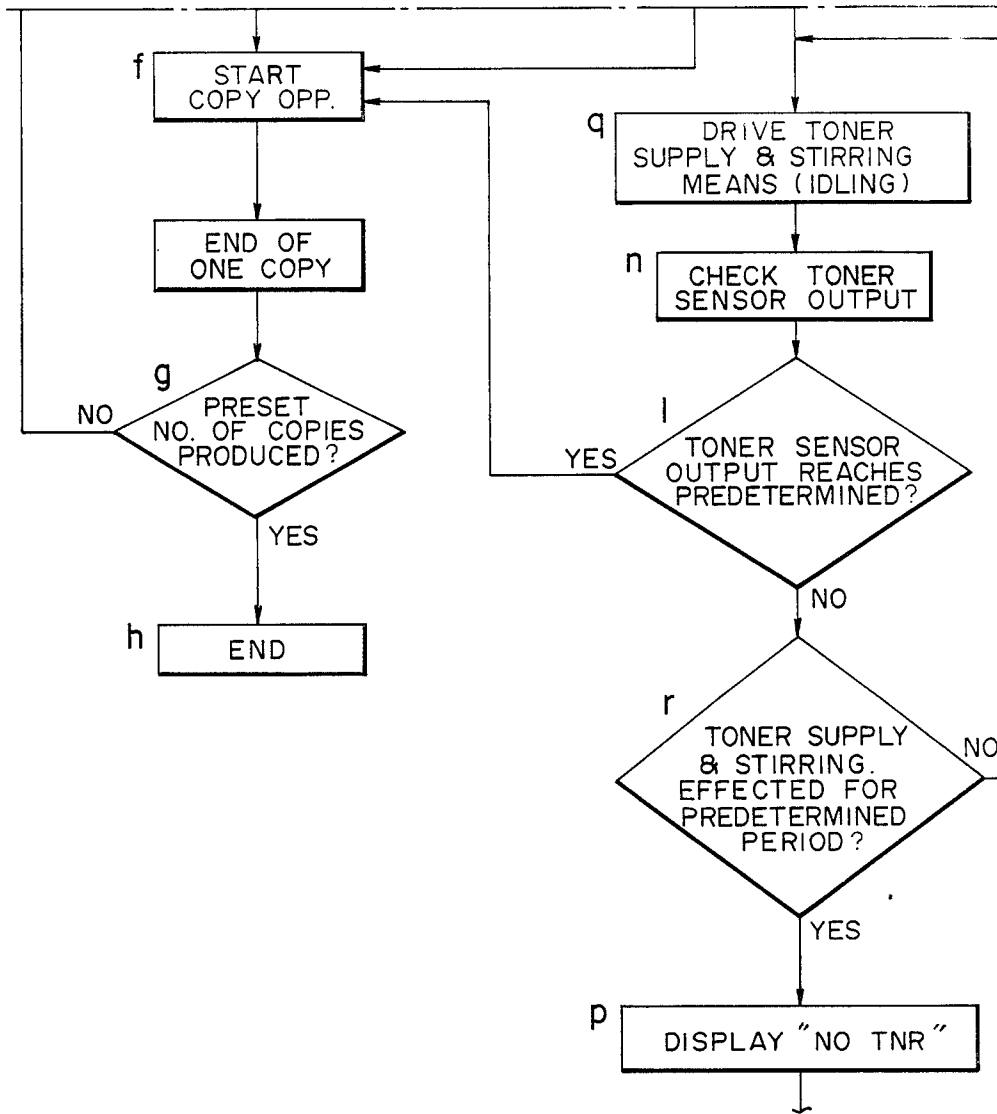 f
START
COPY OPP.
END OF
ONE COPY
g
PRESET
NO. OF COPIES
PRODUCED?
NO
YES
h
END
q
DRIVE TONER
SUPPLY & STIRRING
MEANS (IDLING)
n
CHECK TONER
SENSOR OUTPUT
l
TONER SENSOR
OUTPUT REACHES
PREDETERMINED?
YES
NO
r
TONER SUPPLY
& STIRRING.
EFFECTED FOR
PREDETERMINED
PERIOD?
NO
YES
p
DISPLAY "NO TNR"